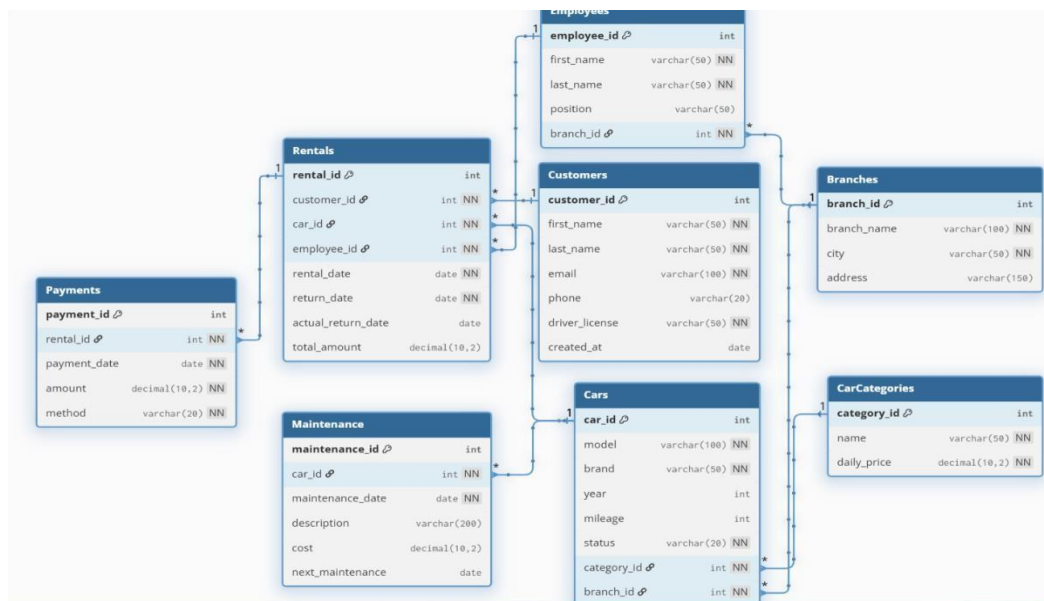 Employees
employee_id int
first_name varchar(50) NN
last_name varchar(50) NN
position varchar(50)
branch_id int NN
Rentals
rental_id int
customer_id int NN
car_id int NN
employee_id int NN
rental_date date NN
return_date date NN
actual_return_date date
total_amount decimal(10,2)
Customers
customer_id int
first_name varchar(50) NN
last_name varchar(50) NN
email varchar(100) NN
phone varchar(20)
driver_license varchar(50) NN
created_at date
Branches
branch_id int
branch_name varchar(100) NN
city varchar(50) NN
address varchar(150)
Payments
payment_id int
rental_id int NN
payment_date date NN
amount decimal(10,2) NN
method varchar(20) NN
Maintenance
maintenance_id int
car_id int NN
maintenance_date date NN
description varchar(200)
cost decimal(10,2)
next_maintenance date
Cars
car_id int
model varchar(100) NN
brand varchar(50) NN
year int
mileage int
status varchar(20) NN
category_id int NN
branch_id int NN
CarCategories
category_id int
name varchar(50) NN
daily_price decimal(10,2) NN
1
1
1
1
1
1
*
*
*
*
*
*
*
*